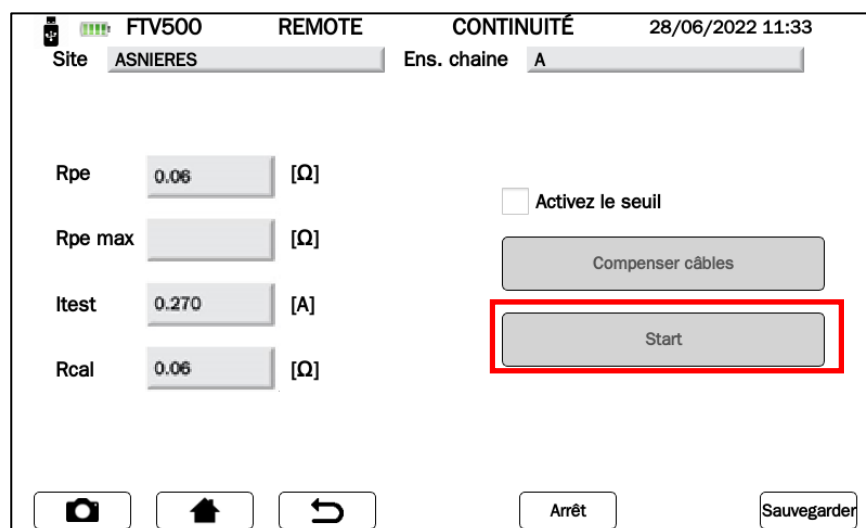 FTV500 REMOTE CONTINUITÉ 28/06/2022 11:33
Site ASNIERES Ens. chaine A
Rpe 0.06 [Ω]
Activez le seuil
Rpe max [Ω]
Compenser câbles
Itest 0.270 [A]
Start
Rcal 0.06 [Ω]
Arrêt Sauvegarder